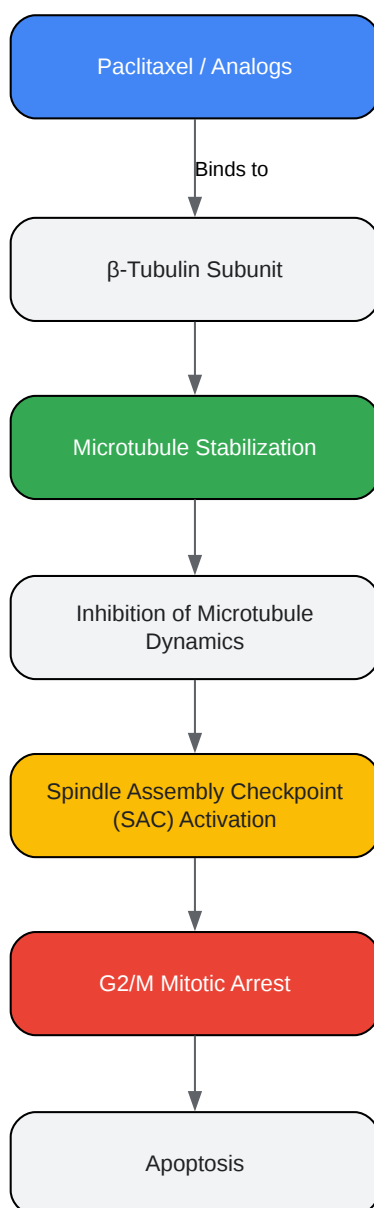 Paclitaxel / Analogs
Binds to
β-Tubulin Subunit
Microtubule Stabilization
Inhibition of Microtubule
Dynamics
Spindle Assembly Checkpoint
(SAC) Activation
G2/M Mitotic Arrest
Apoptosis